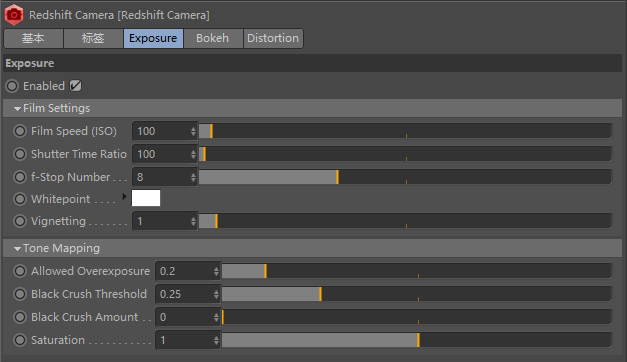 Redshift Camera [Redshift Camera]
基本 标签 Exposure Bokeh Distortion
Exposure
Enabled
Film Settings
Film Speed (ISO) 100
Shutter Time Ratio 100
f-Stop Number . . . 8
Whitepoint . . . .
Vignetting . . . . . . . 1
Tone Mapping
Allowed Overexposure 0.2
Black Crush Threshold 0.25
Black Crush Amount . . 0
Saturation . . . . . . . . . . . 1